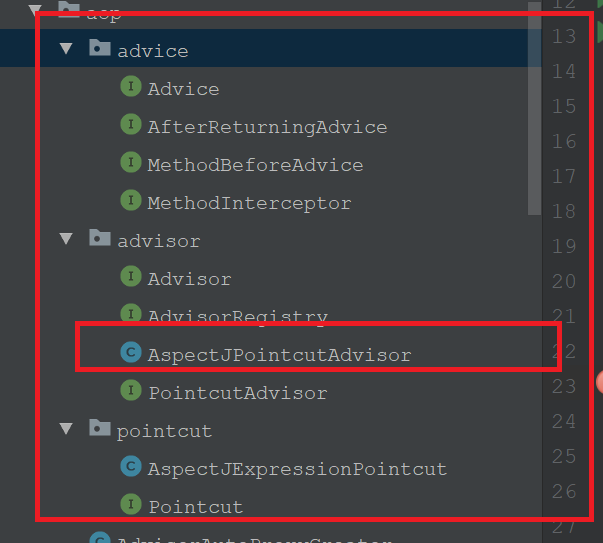 aop
12
advice
13
Advice
14
AfterReturningAdvice
15
MethodBeforeAdvice
16
MethodInterceptor
17
18
advisor
19
Advisor
20
AdvisorRegistry
21
AspectJPointcutAdvisor
22
PointcutAdvisor
23
pointcut
24
AspectJExpressionPointcut
25
Pointcut
26
AdvisorAutoProxyCreator
27